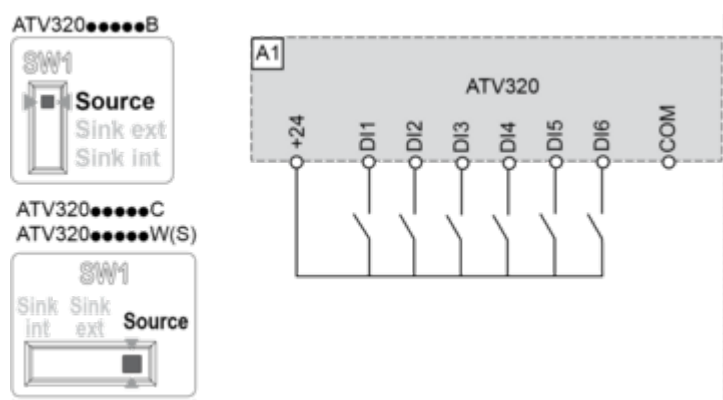 ATV320●●●●●B
SW1
Source
Sink ext
Sink int
ATV320●●●●●C
ATV320●●●●●W(S)
SW1
Sink int
Sink ext
Source
A1
ATV320
+24
DI1
DI2
DI3
DI4
DI5
DI6
COM